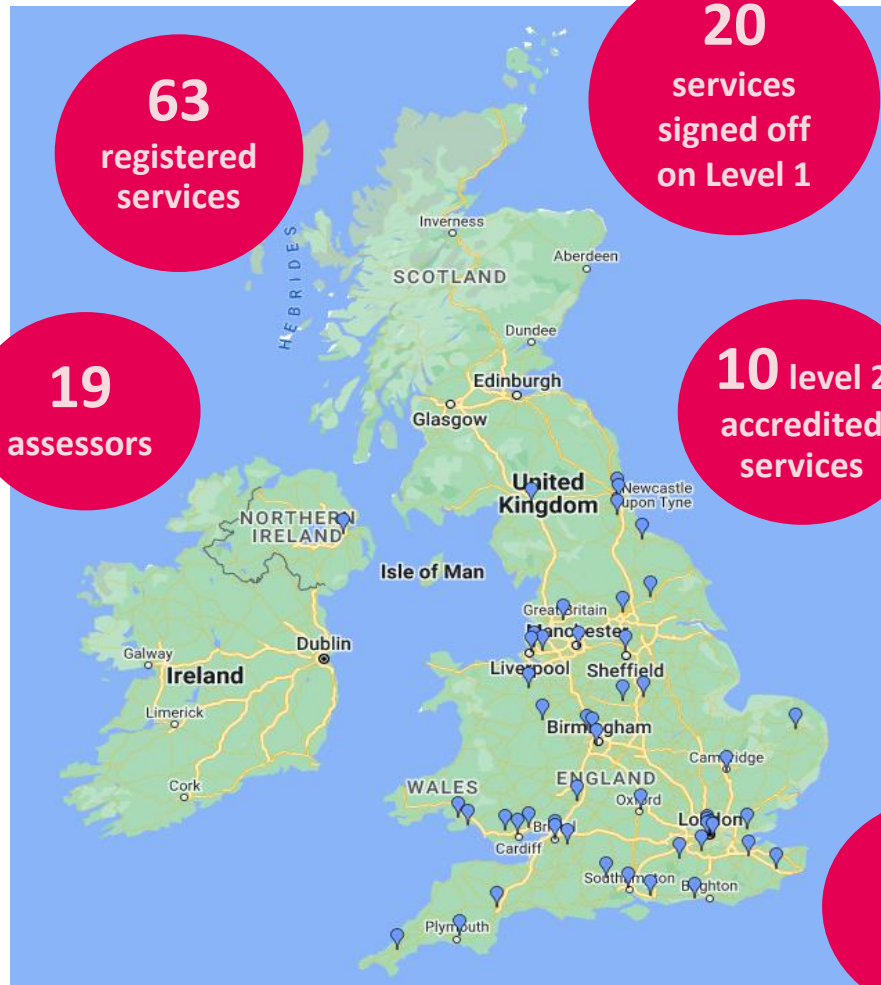 20
services
signed off
on Level 1
63
registered
services
Inverness
HEBRIDES
Aberdeen
SCOTLAND
Dundee
Edinburgh
Glasgow
19
assessors
10 level 2
accredited
services
United
Kingdom
Newcastle
upon Tyne
NORTHERN
IRELAND
Isle of Man
Great Britain
Manchester
Dublin
Galway
Ireland
Liverpool
Sheffield
Limerick
Birmingham
Cambridge
Cork
WALES
ENGLAND
Oxford
London
Bristol
Cardiff
Southampton
Brighton
Plymouth